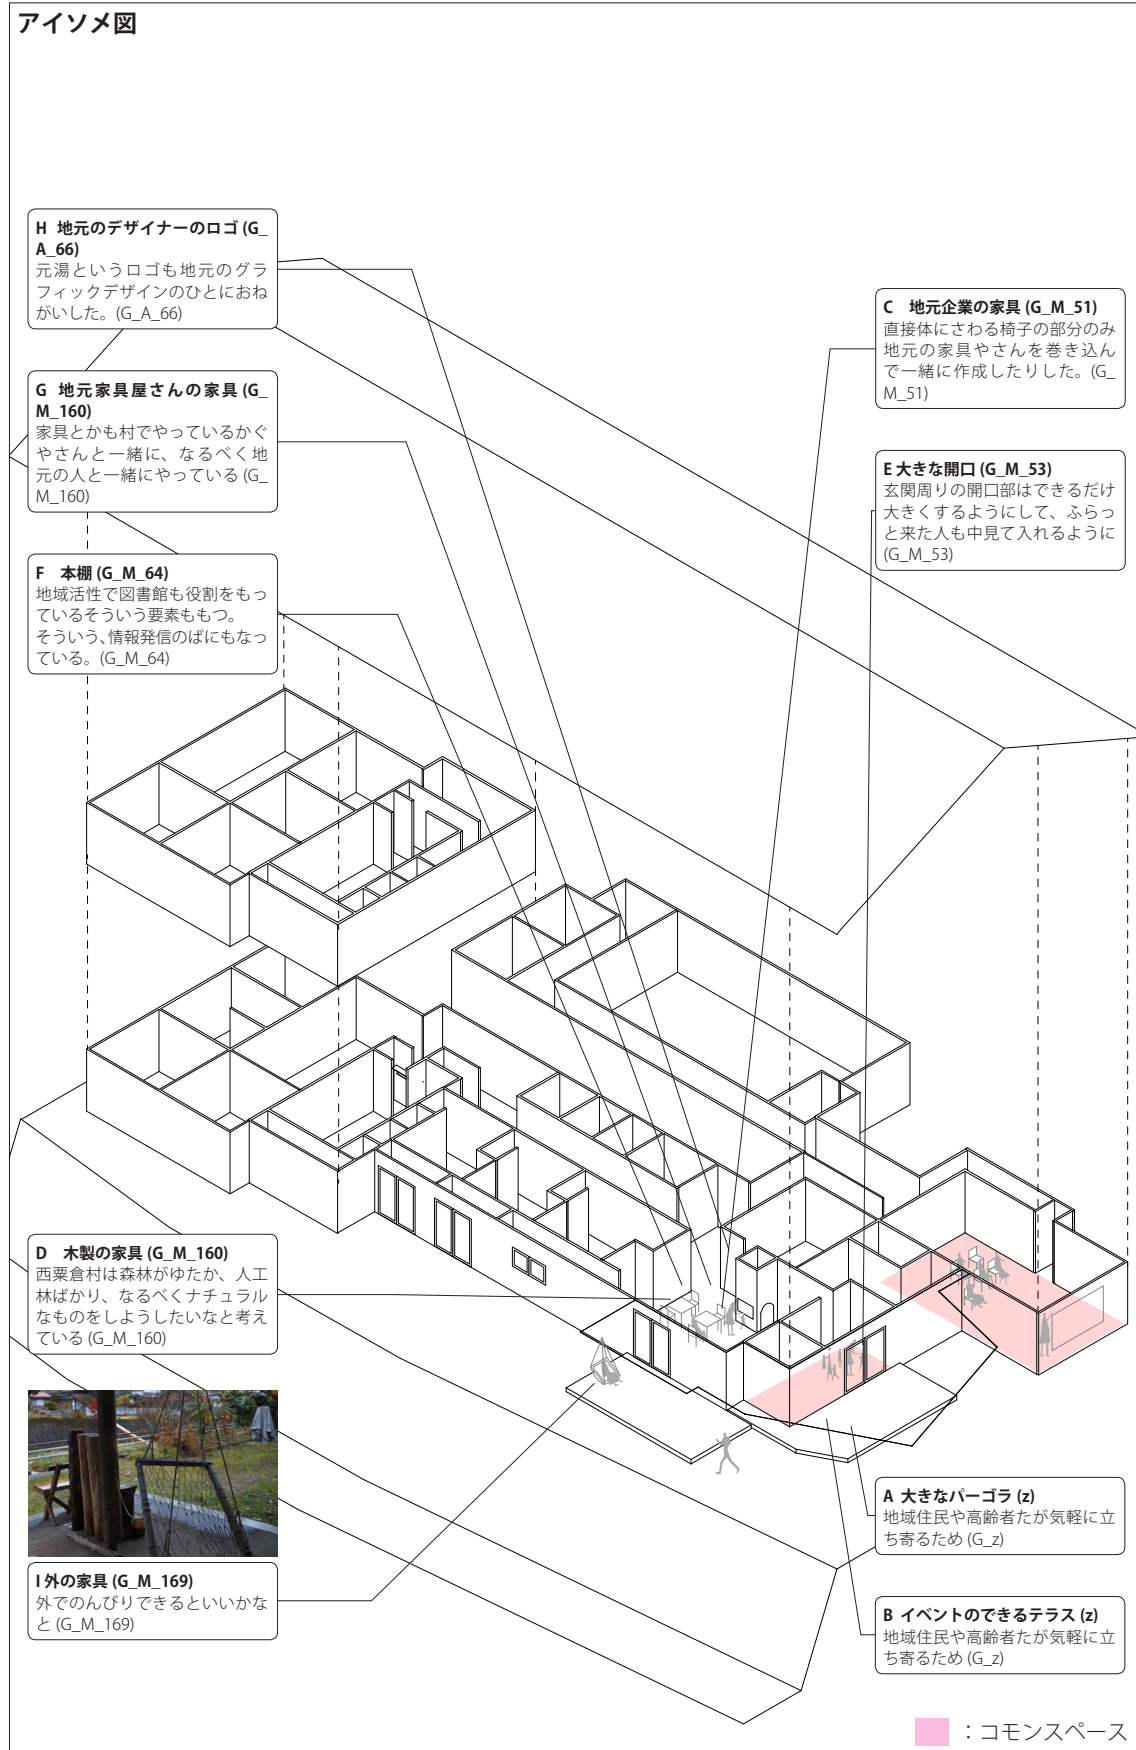 アイソメ図
H 地元のデザイナーのロゴ (G_
A_66)
元湯というロゴも地元のグラ
フィックデザインのひとにおね
がいした。(G_A_66)
G 地元家具屋さんの家具 (G_
M_160)
家具とかも村でやっているかぐ
やさんと一緒に、なるべく地
元の人と一緒にやっている (G_
M_160)
F 本棚 (G_M_64)
地域活性で図書館も役割をもっ
ているそういう要素ももつ。
そういう、情報発信のばにもなっ
ている。(G_M_64)
C 地元企業の家具 (G_M_51)
直接体にさわる椅子の部分のみ
地元の家具やさんを巻き込ん
で一緒に作成したりした。(G_
M_51)
E 大きな開口 (G_M_53)
玄関周りの開口部はできるだけ
大きくするようにして、ふらっ
と来た人も中見て入れるように
(G_M_53)
D 木製の家具 (G_M_160)
西粟倉村は森林がゆたか、人工
林ばかり、なるべくナチュラル
なものをしようしたいなと考え
ている (G_M_160)
I 外の家具 (G_M_169)
外でのんびりできるといいかな
と (G_M_169)
A 大きなパーゴラ (z)
地域住民や高齢者たが気軽に立
ち寄るため (G_z)
B イベントのできるテラス (z)
地域住民や高齢者たが気軽に立
ち寄るため (G_z)
：コモンスペース